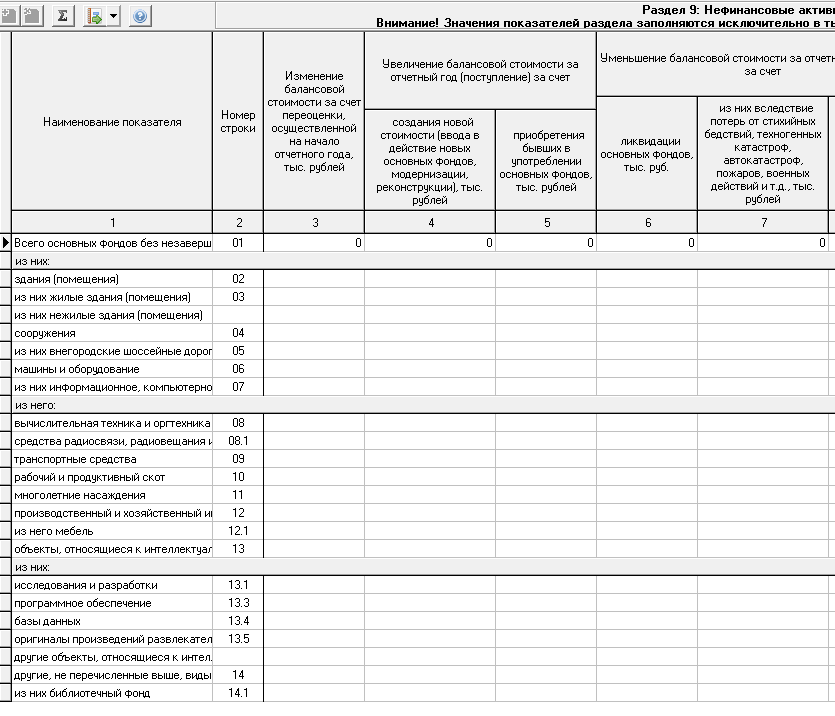 Раздел 9: Нефинансовые актив
Внимание! Значения показателей раздела заполняются исключительно в ты
Наименование показателя
Номер
строки
Изменение
балансовой
стоимости за счет
переоценки,
осуществленной
на начало
отчетного года,
тыс. рублей
Увеличение балансовой стоимости за
отчетный год (поступление) за счет
создания новой
стоимости (ввода в
действие новых
основных фондов,
модернизации,
реконструкции), тыс.
рублей
приобретения
бывших в
употреблении
основных фондов,
тыс. рублей
Уменьшение балансовой стоимости за отчетн
за счет
ликвидации
основных фондов,
тыс. руб.
из них вследствие
потерь от стихийных
бедствий, техногенных
катастроф,
автокатастроф,
пожаров, военных
действий и т.д., тыс.
рублей
1 2 3 4 5 6 7
Всего основных фондов без незаверш 01 0 0 0 0 0
из них:
здания (помещения) 02
из них жилые здания (помещения) 03
из них нежилые здания (помещения)
сооружения 04
из них внегородские шоссейные дорог 05
машины и оборудование 06
из них информационное, компьютерно 07
из него:
вычислительная техника и оргтехника 08
средства радиосвязи, радиовещания и 08.1
транспортные средства 09
рабочий и продуктивный скот 10
многолетние насаждения 11
производственный и хозяйственный и 12
из него мебель 12.1
объекты, относящиеся к интеллектуал 13
из них:
исследования и разработки 13.1
программное обеспечение 13.3
базы данных 13.4
оригиналы произведений развлекател 13.5
другие объекты, относящиеся к интел.
другие, не перечисленные выше, виды 14
из них библиотечный фонд 14.1